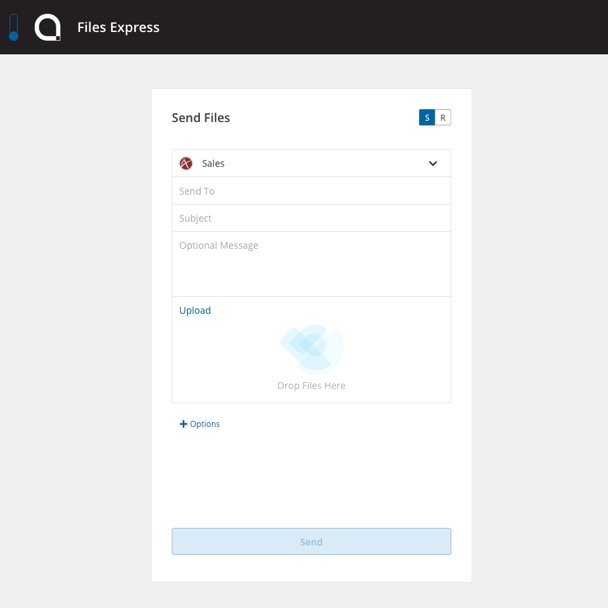 Files Express
Send Files
S R
Sales
Send To
Subject
Optional Message
Upload
Drop Files Here
+ Options
Send